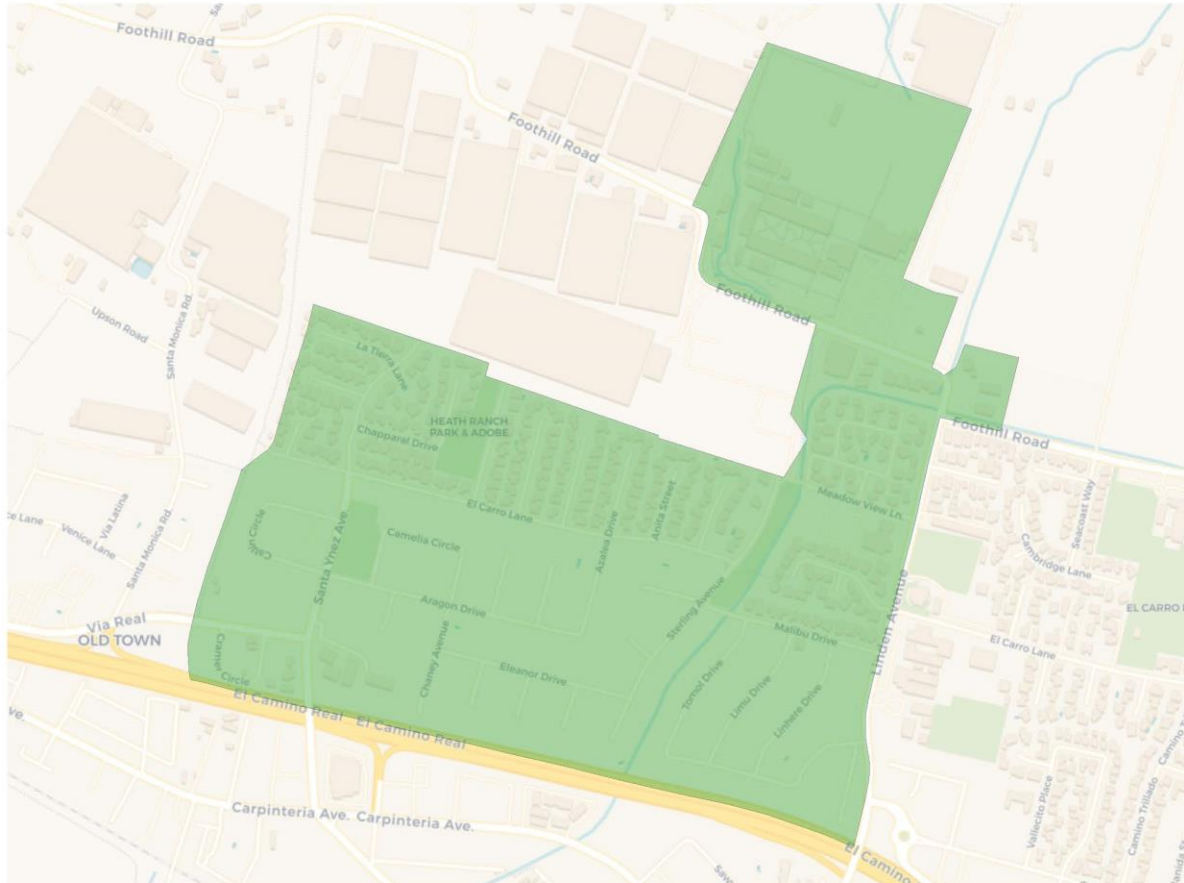 Foothill Road
Foothill Road
Santa Monica Rd.
Upson Road
Foothill Road
La Tierra Lane
HEATH RANCH
PARK & ADOBE
Chapparal Drive
Foothill Road
Meadow View Ln.
Seacoast Way
El Carro Lane
Anita Street
Via Latina
Venice Lane
Santa Monica Rd.
Circle
Camelia Circle
Azalea Drive
Cambridge Lane
Santa Ynez Ave.
Aragon Drive
Sterling Avenue
Malibu Drive
Linden Avenue
El Carro Lane
EL CARRO
Via Real
OLD TOWN
Cramer
Circle
Chaney Avenue
Eleanor Drive
Tomol Drive
Limu Drive
Linhere Drive
El Camino Real
El Camino Real
Carpinteria Ave.
Carpinteria Ave.
Vallecito Place
Camino Trillado
El Camino